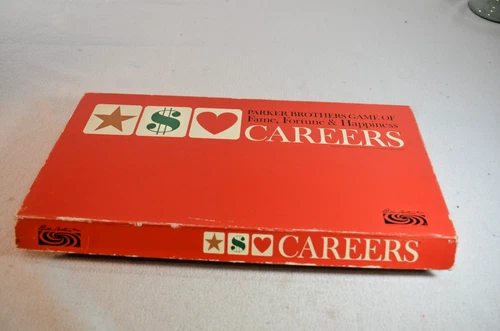 $
PARKER BROTHERS GAME OF
Fame, Fortune & Happiness
CAREERS
$ CAREERS